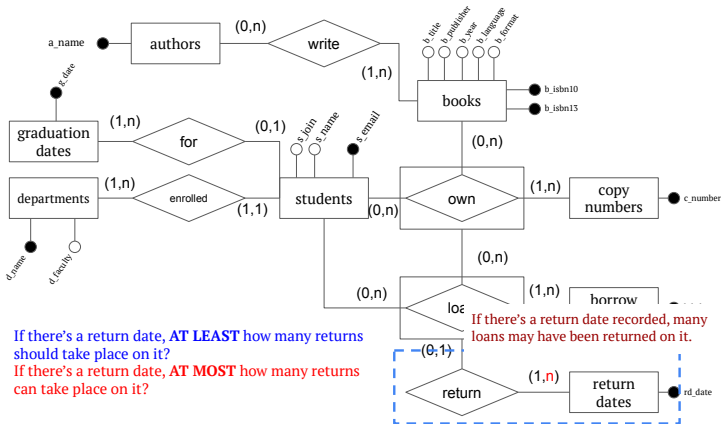 a_name
authors
(0,n)
write
(1,n)
b_title
b_publisher
b_year
b_language
b_format
books
b_isbn10
b_isbn13
(0,n)
g_date
graduation
dates
(1,n)
for
(0,1)
s_join
s_name
s_email
departments
(1,n)
enrolled
(1,1)
students
(0,n)
own
(1,n)
copy
numbers
c_number
d_name
d_faculty
(0,n)
(0,n)
(1,n)
borrow
If there's a return date recorded, many
loans may have been returned on it.
If there's a return date, AT LEAST how many returns
should take place on it?
If there's a return date, AT MOST how many returns
can take place on it?
(0,1)
return
(1,n)
return
dates
rd_date